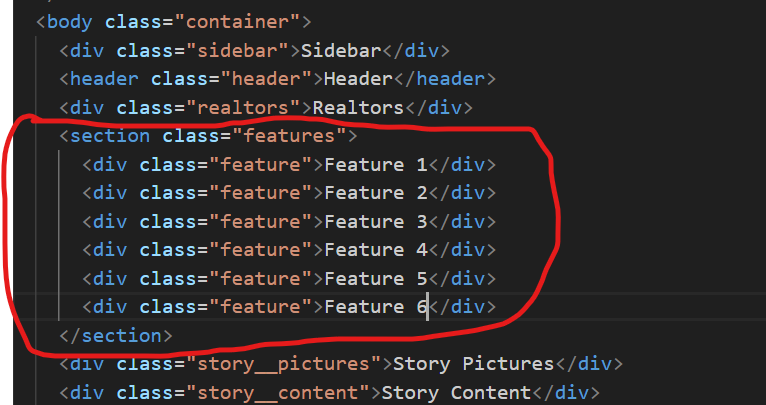 <body class="container">
<div class="sidebar">Sidebar</div>
<header class="header">Header</header>
<div class="realtors">Realtors</div>
<section class="features">
<div class="feature">Feature 1</div>
<div class="feature">Feature 2</div>
<div class="feature">Feature 3</div>
<div class="feature">Feature 4</div>
<div class="feature">Feature 5</div>
<div class="feature">Feature 6</div>
</section>
<div class="story__pictures">Story Pictures</div>
<div class="story__content">Story Content</div>